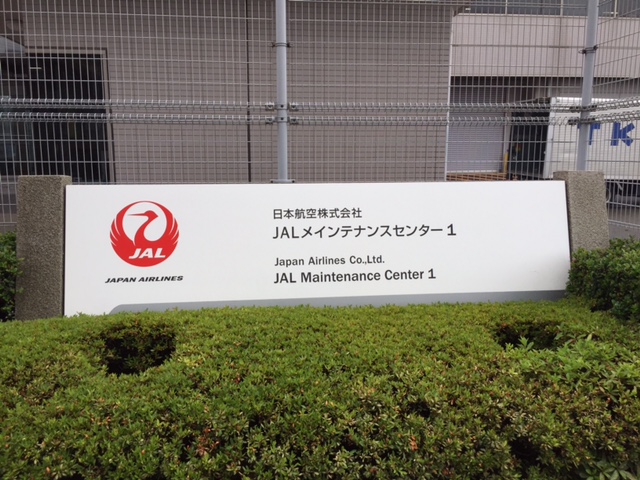 JAL
JAPAN AIRLINES
日本航空株式会社
JALメインテナンスセンター1
Japan Airlines Co.,Ltd.
JAL Maintenance Center 1